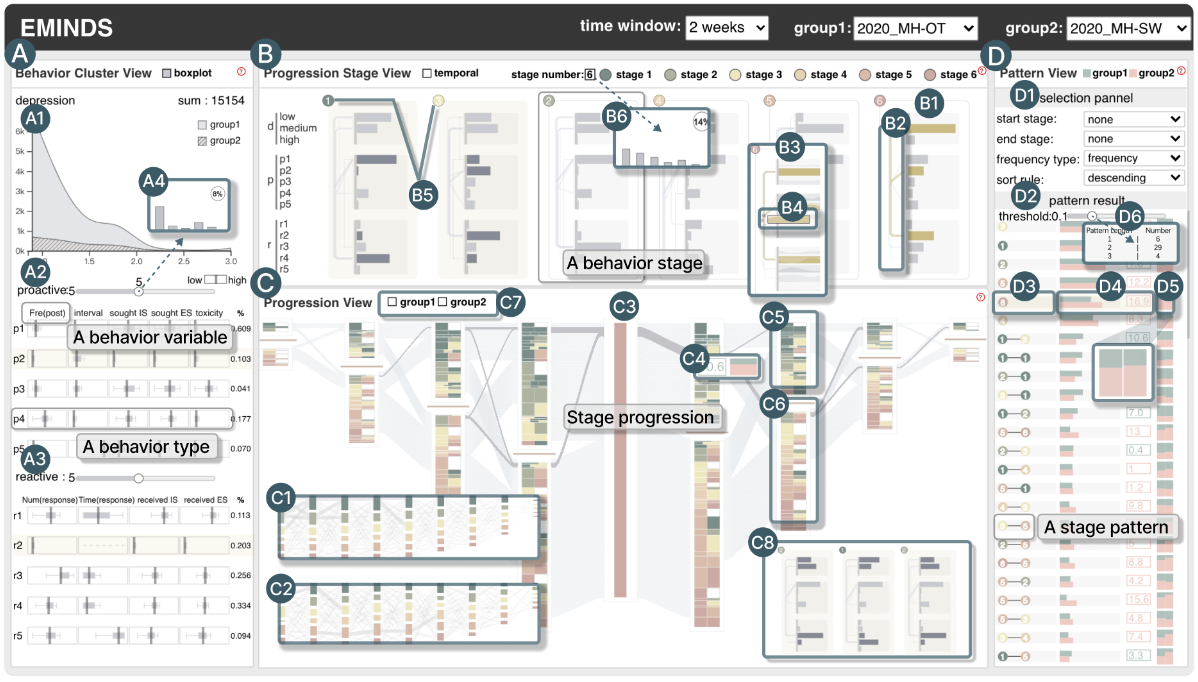 EMINDS
time window: 2 weeks
group1: 2020_MH-OT
group2: 2020_MH-SW
A
Behavior Cluster View
boxplot
?
depression
sum : 15154
A1
6k
5k
4k
3k
2k
1k
0k
1.5
2.0
2.5
3.0
group1
group2
A4
8%
A2
low
high
proactive:5
5
Fre(post)
interval
sought IS
sought ES
toxicity
%
p1
0.609
A behavior variable
p2
0.103
p3
0.041
p4
0.177
p5
0.070
A behavior type
A3
reactive : 5
Num(response)
Time(response)
received IS
received ES
%
r1
0.113
r2
0.203
r3
0.256
r4
0.334
r5
0.094
B
Progression Stage View
temporal
stage number: 6
stage 1
stage 2
stage 3
stage 4
stage 5
stage 6
?
1
3
2
4
5
6
d
low
medium
high
p
p1
p2
p3
p4
p5
r
r1
r2
r3
r4
r5
B5
B6
14%
B3
B4
B2
B1
A behavior stage
C
Progression View
group1
group2
C7
?
C3
C4
0.6
C5
C6
Stage progression
C1
C2
C8
2
1
2
D
Pattern View
group1
group2
?
D1
selection pannel
start stage: none
end stage: none
frequency type: frequency
sort rule: descending
D2
pattern result
threshold:0.1
D6
Pattern Length
Number
1 | 6
2 | 29
3 | 4
12.2
D3
D4
D5
16.9
8.3
10.6
7.0
13
0.4
1
1.2
9.8
A stage pattern
5
8.8
4.2
15.6
4.8
7.4
3.3